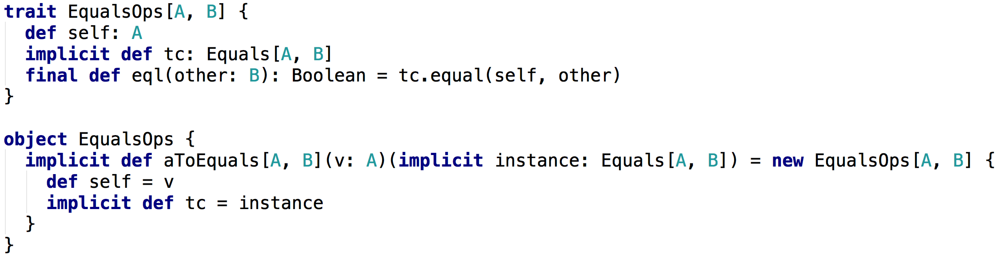 trait EqualsOps[A, B] {
  def self: A
  implicit def tc: Equals[A, B]
  final def eql(other: B): Boolean = tc.equal(self, other)
}

object EqualsOps {
  implicit def aToEquals[A, B](v: A)(implicit instance: Equals[A, B]) = new EqualsOps[A, B] {
    def self = v
    implicit def tc = instance
  }
}